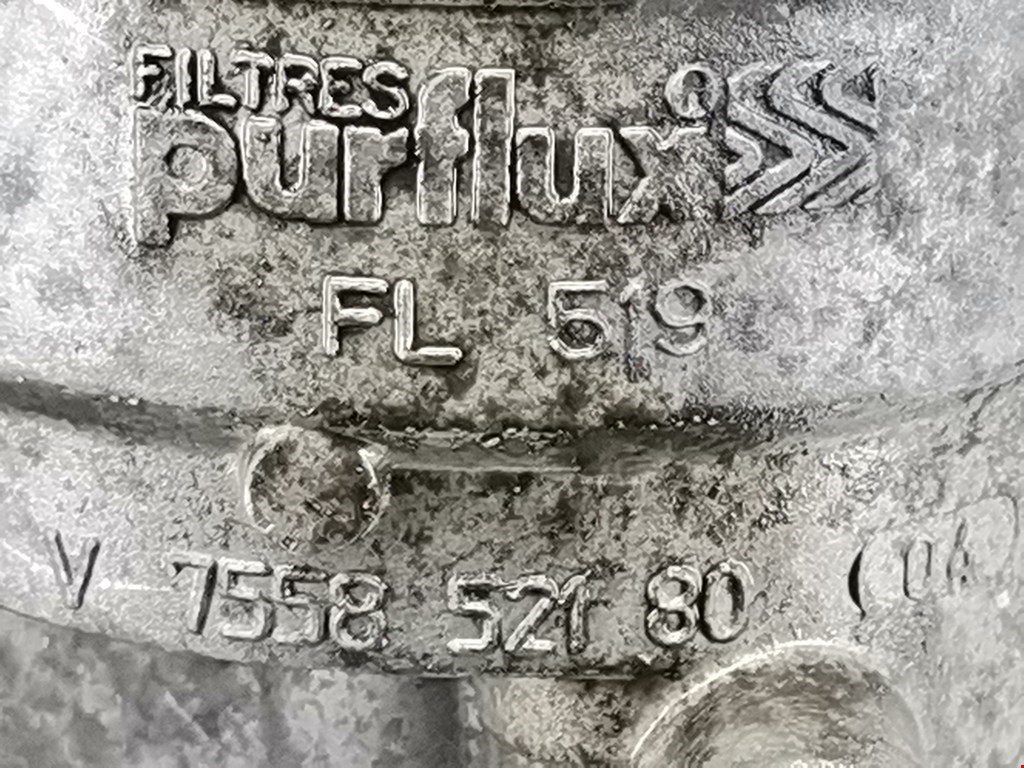 FILTRES
purflux
FL 519
V 7558 521 80